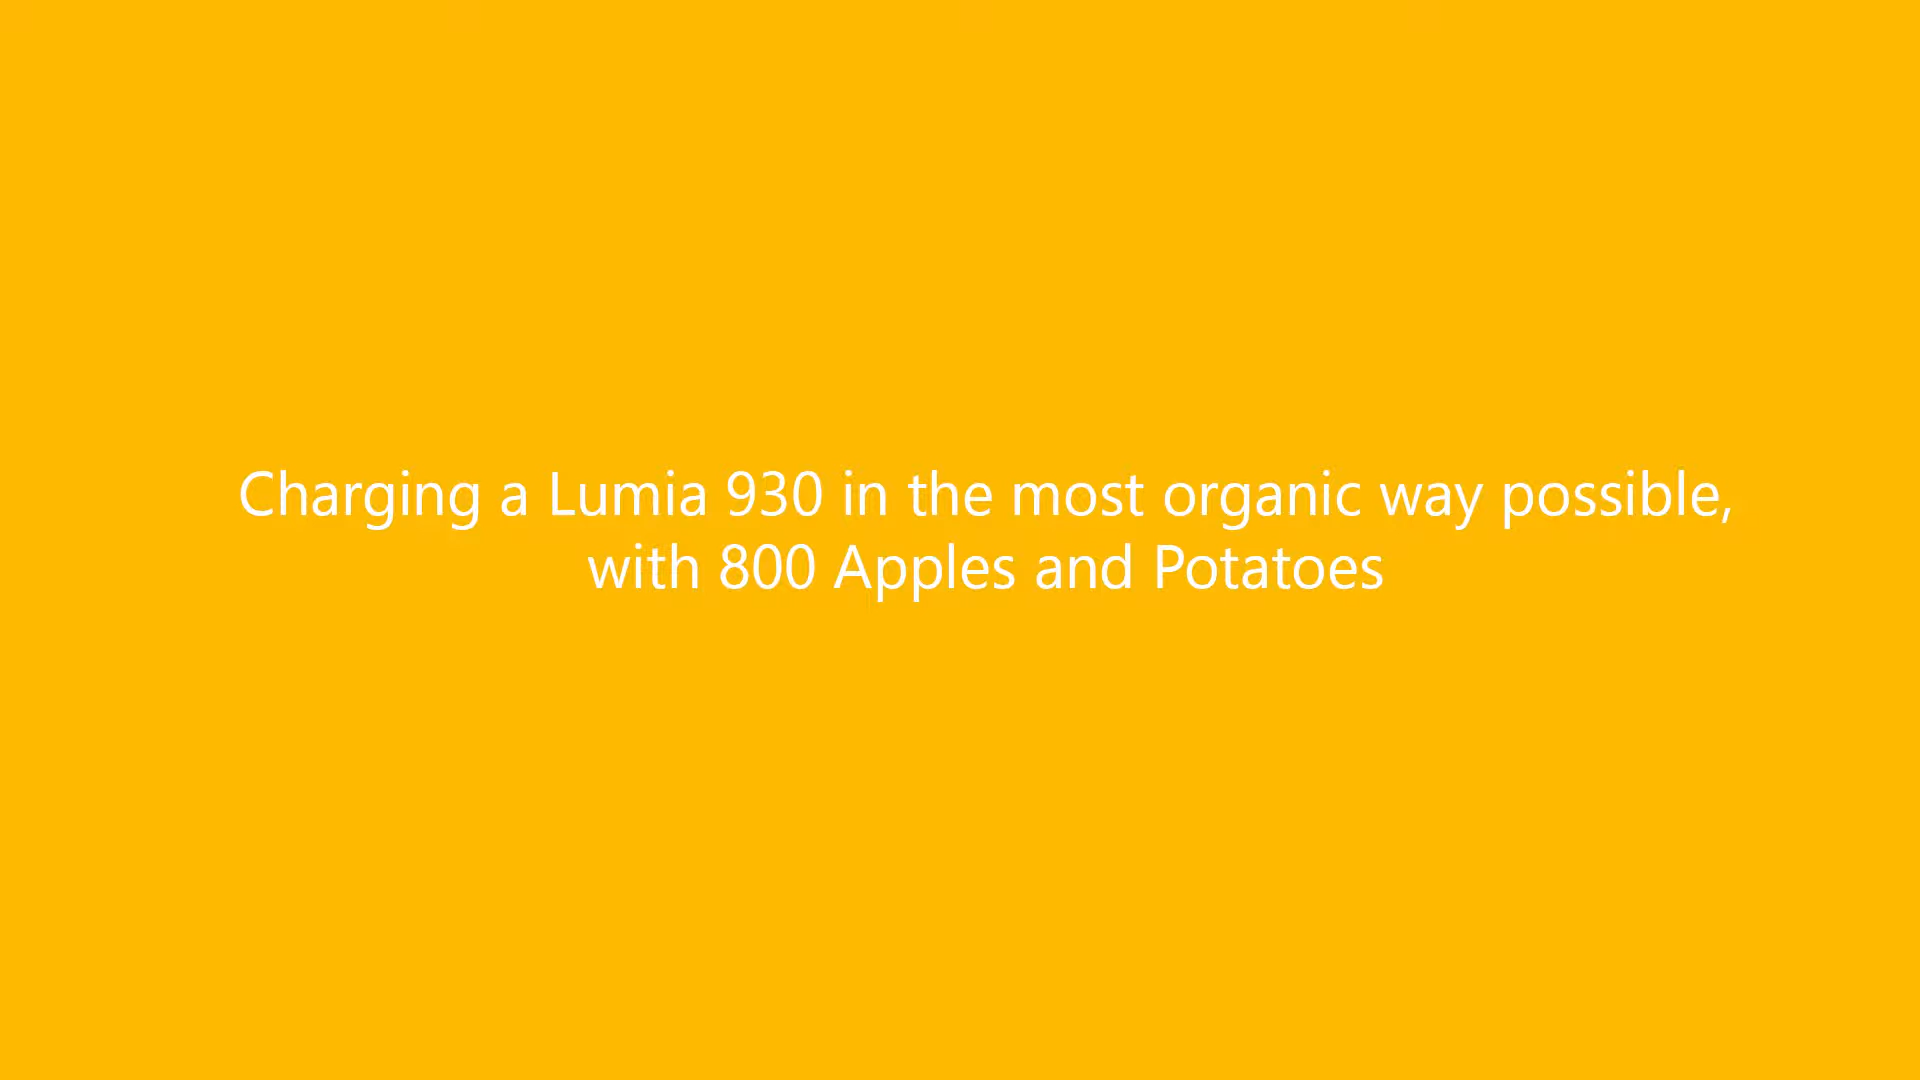 Charging a Lumia 930 in the most organic way possible,
with 800 Apples and Potatoes